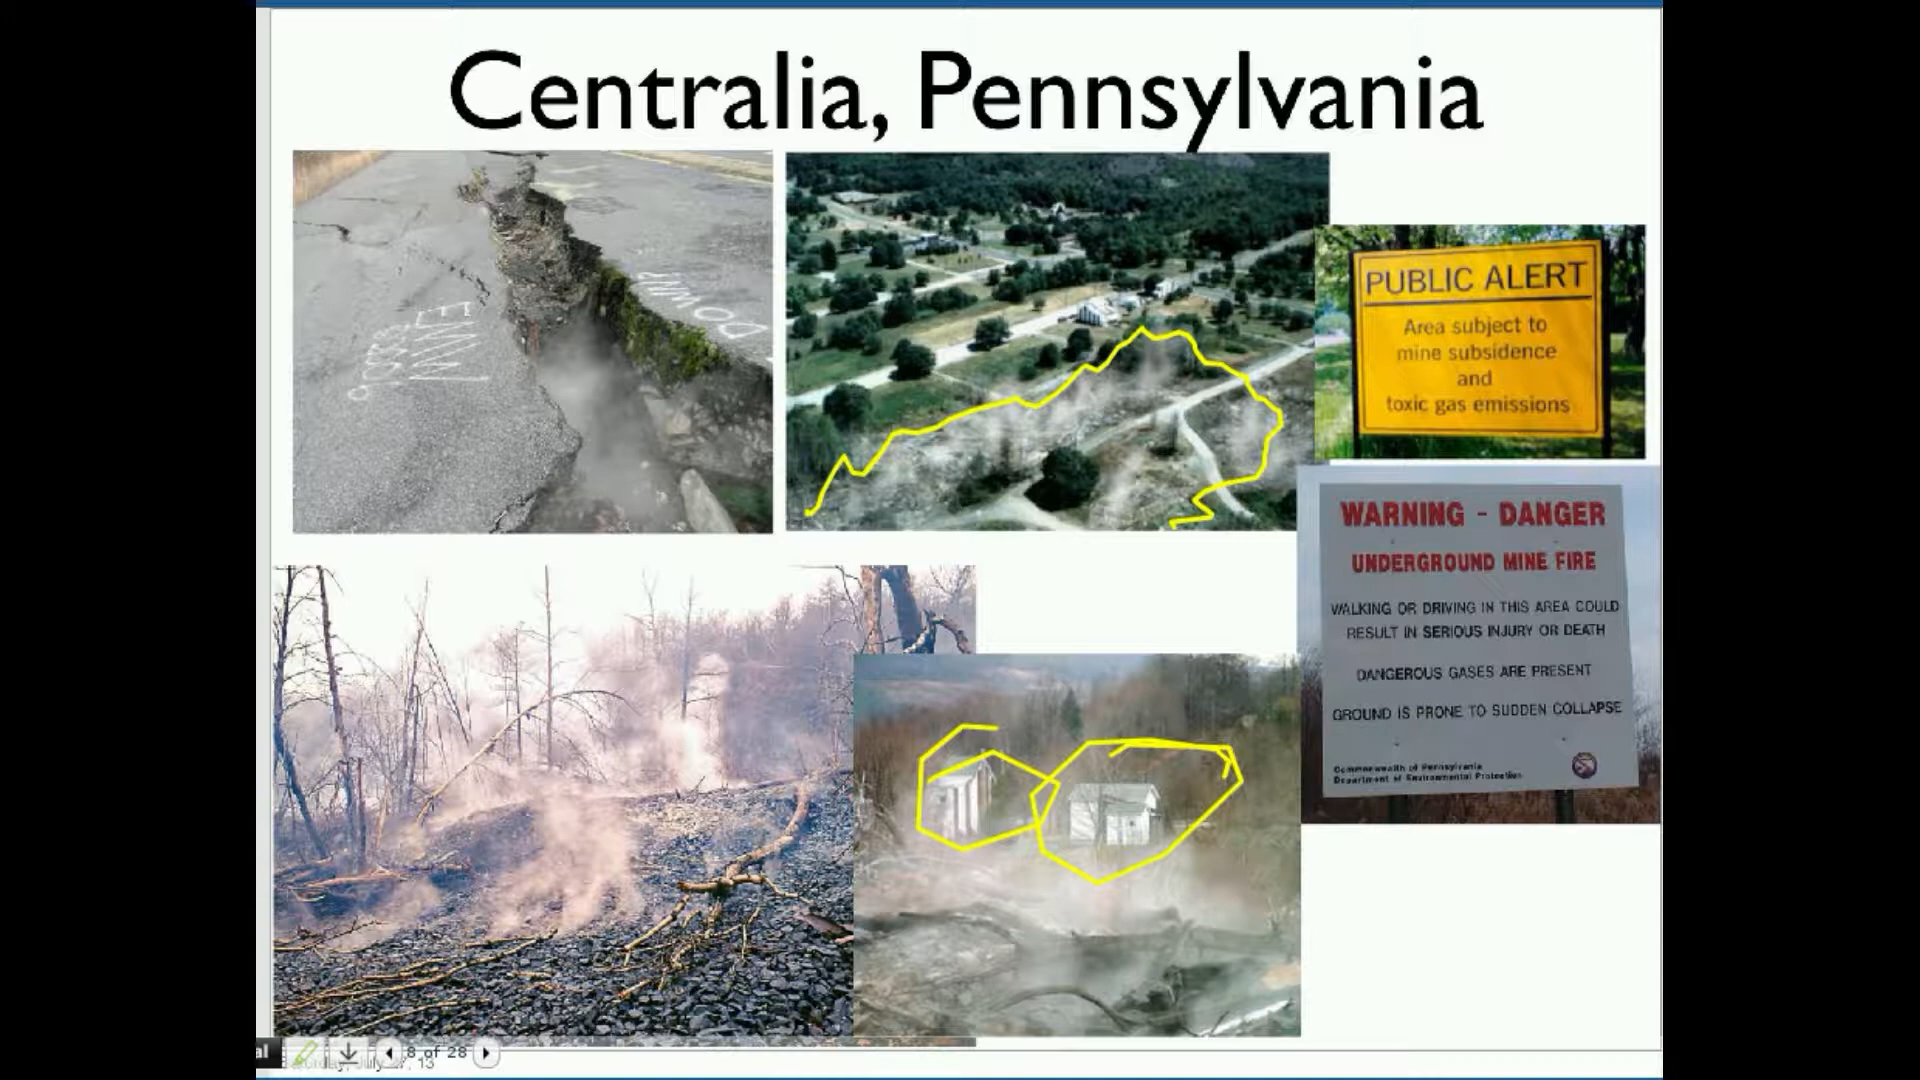 Centralia, Pennsylvania
DOWN
PUBLIC ALERT
Area subject to
mine subsidence
and
toxic gas emissions
WARNING - DANGER
UNDERGROUND MINE FIRE
WALKING OR DRIVING IN THIS AREA COULD
RESULT IN SERIOUS INJURY OR DEATH
DANGEROUS GASES ARE PRESENT
GROUND IS PRONE TO SUDDEN COLLAPSE
Commonwealth of Pennsylvania
Department of Environmental Protection
al
8 of 28